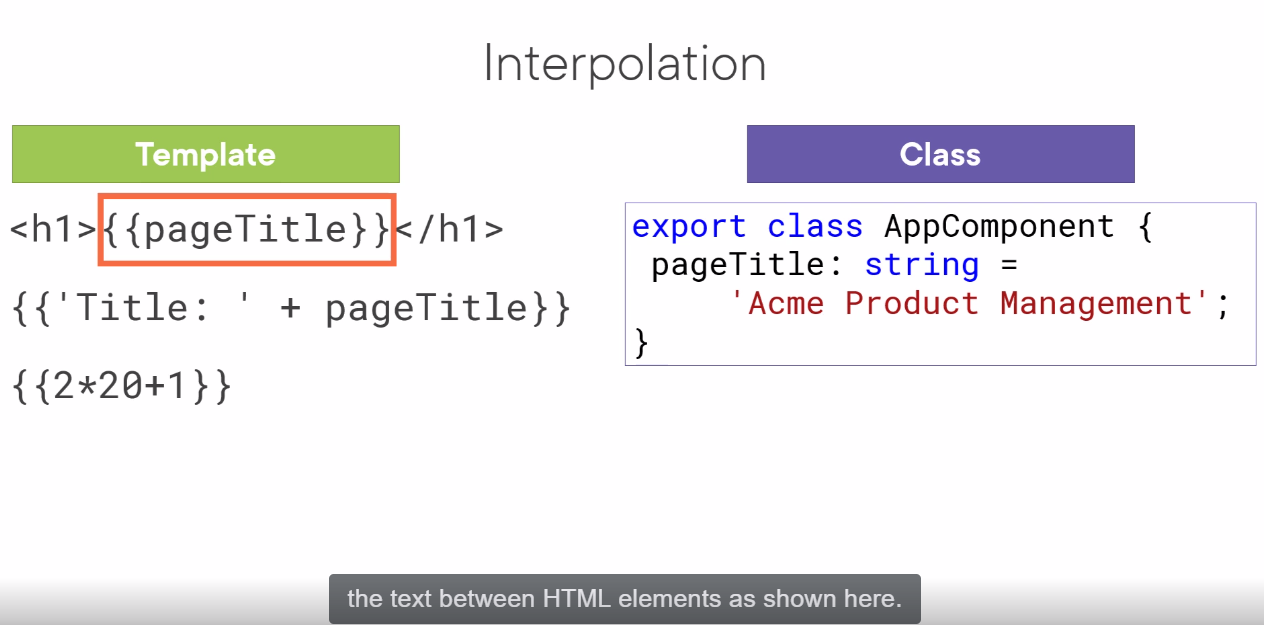 Interpolation
Template
Class
<h1>{{pageTitle}}</h1>
{{'Title: ' + pageTitle}}
{{2*20+1}}
export class AppComponent {
pageTitle: string =
'Acme Product Management';
}
the text between HTML elements as shown here.